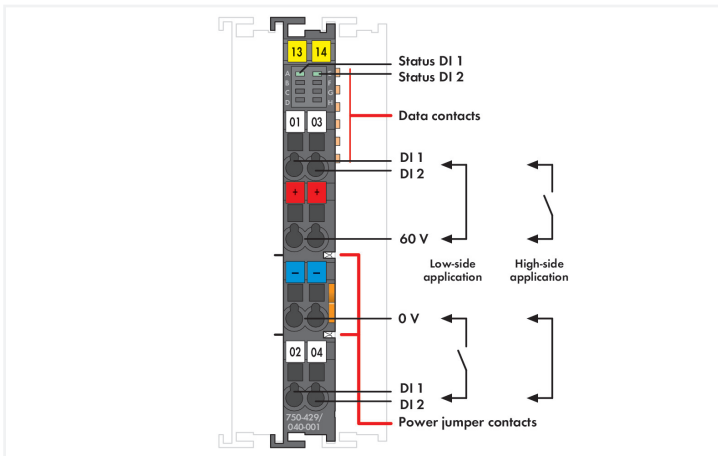 13 14
Status DI 1
Status DI 2
A E
B F
C G
D H
Data contacts
01 03
DI 1
DI 2
+ +
60 V
Low-side
application
High-side
application
− −
0 V
02 04
DI 1
DI 2
750-429/
040-001
Power jumper contacts